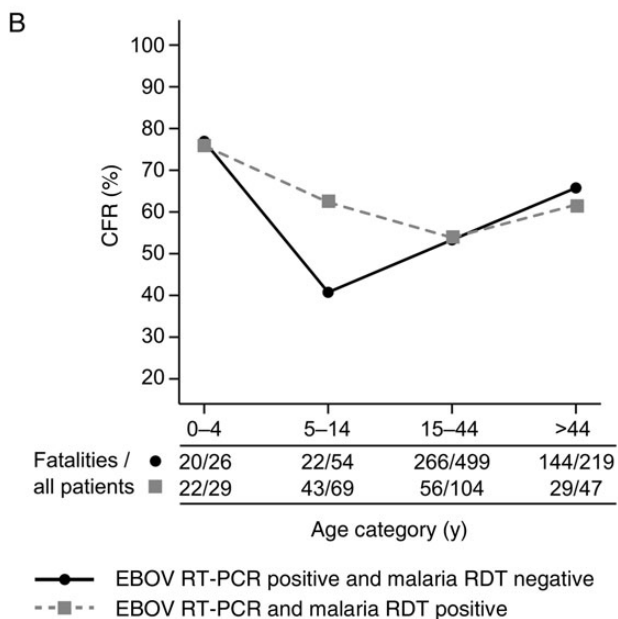 B
CFR (%)
100
90
80
70
60
50
40
30
20
0–4 5–14 15–44 >44
Fatalities / 20/26 22/54 266/499 144/219
all patients 22/29 43/69 56/104 29/47
Age category (y)
EBOV RT-PCR positive and malaria RDT negative
EBOV RT-PCR and malaria RDT positive